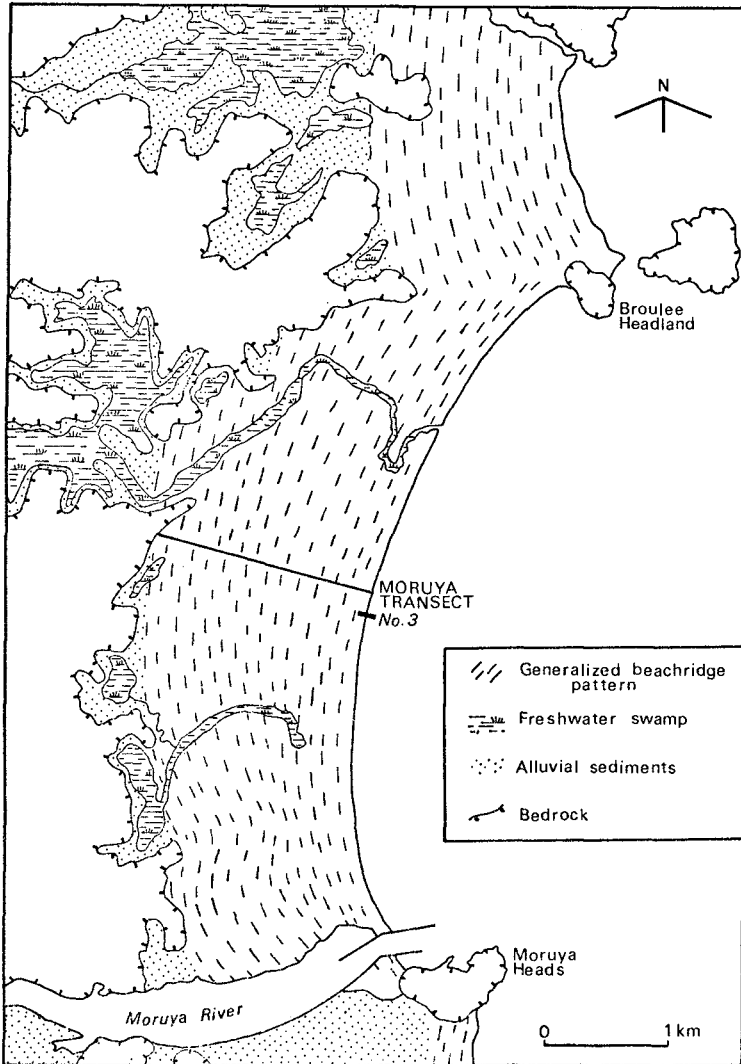 N
Broulee
Headland
MORUYA
TRANSECT
No.3
Generalized beachridge
pattern
Freshwater swamp
Alluvial sediments
Bedrock
Moruya
Heads
Moruya River
0
1 km